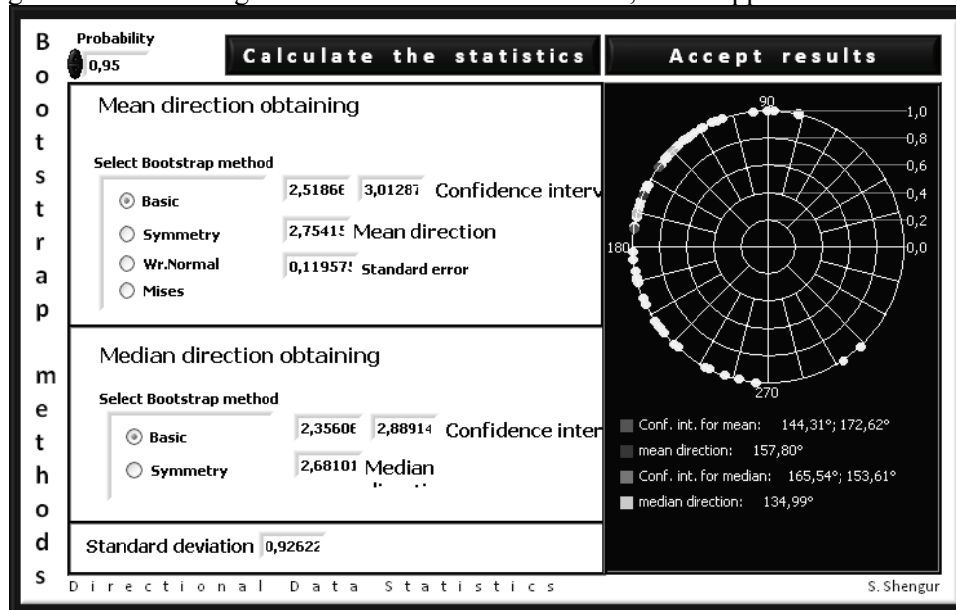 Probability
0,95
Calculate the statistics
Accept results
Bootstrap methods
Mean direction obtaining
Select Bootstrap method
Basic
Symmetry
Wr.Normal
Mises
2,51866 3,01287 Confidence interv
2,75415 Mean direction
0,119575 Standard error
Median direction obtaining
Select Bootstrap method
Basic
Symmetry
2,35606 2,88914 Confidence inter
2,68101 Median
Standard deviation 0,92622
90
180
270
1,0
0,8
0,6
0,4
0,2
0,0
Conf. int. for mean: 144,31°; 172,62°
mean direction: 157,80°
Conf. int. for median: 165,54°; 153,61°
median direction: 134,99°
Directional Data Statistics
S. Shengur